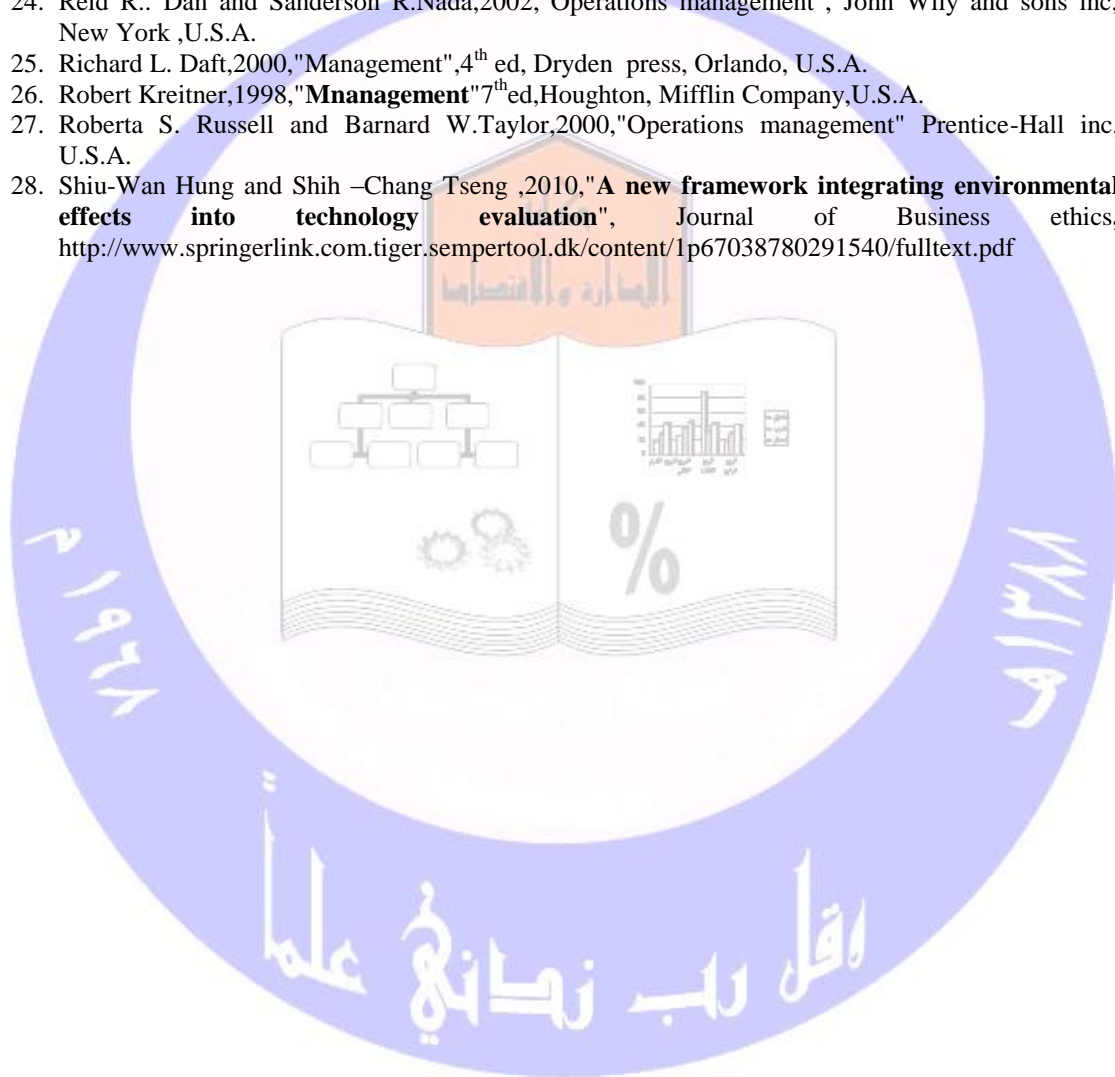 24. Reid R.. Dan and Sanderson R.Nada,2002,"Operations management", John Wily and sons inc,
New York ,U.S.A.
25. Richard L. Daft,2000,"Management",4th ed, Dryden press, Orlando, U.S.A.
26. Robert Kreitner,1998,"Mnanagement"7thed,Houghton, Mifflin Company,U.S.A.
27. Roberta S. Russell and Barnard W.Taylor,2000,"Operations management" Prentice-Hall inc,
U.S.A.
28. Shiu-Wan Hung and Shih –Chang Tseng ,2010,"A new framework integrating environmental
effects into technology evaluation", Journal of Business ethics,
http://www.springerlink.com.tiger.sempertool.dk/content/1p67038780291540/fulltext.pdf
الإدارة والاقتصاد
%
١٩٦٨ م
وقل رب زدني علماً